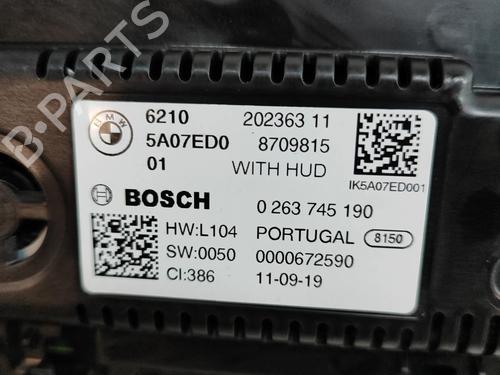 BMW
6210 202363 11
5A07ED0 8709815
01 WITH HUD
IK5A07ED001
BOSCH 0 263 745 190
HW:L104 PORTUGAL 8150
SW:0050 0000672590
CI:386 11-09-19
B-PARTS